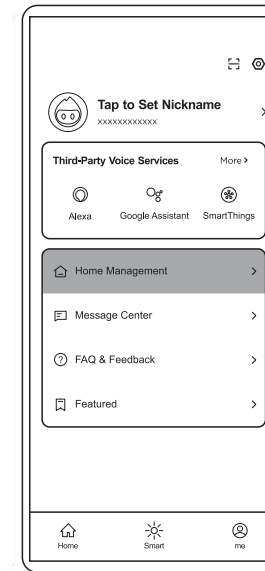 Tap to Set Nickname
xxxxxxxxxxxx
Third-Party Voice Services More
Alexa Google Assistant SmartThings
Home Management
Message Center
FAQ & Feedback
Featured
Home Smart me